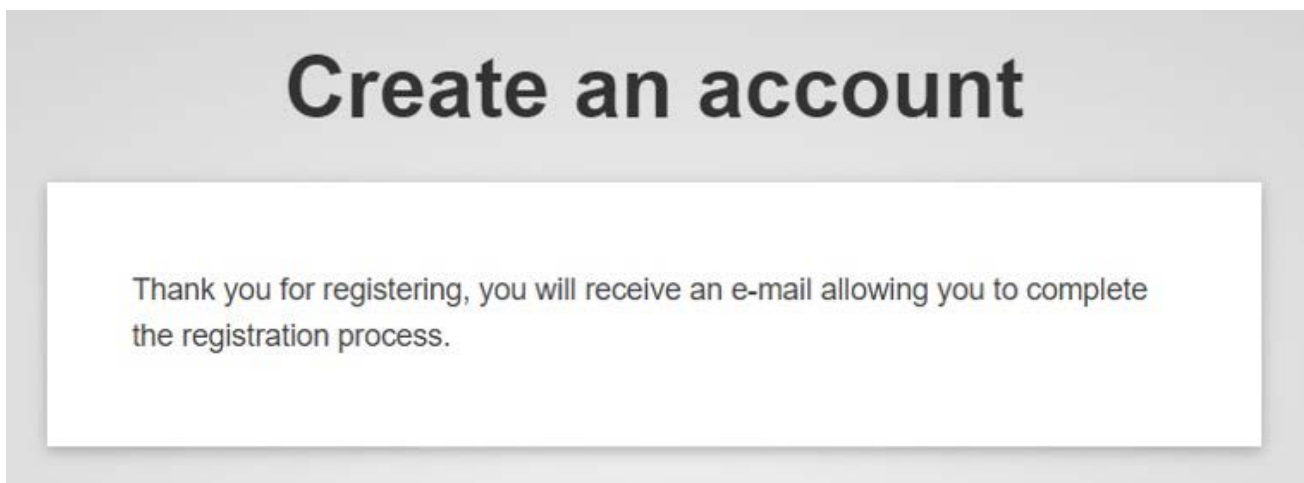 Create an account
Thank you for registering, you will receive an e-mail allowing you to complete
the registration process.